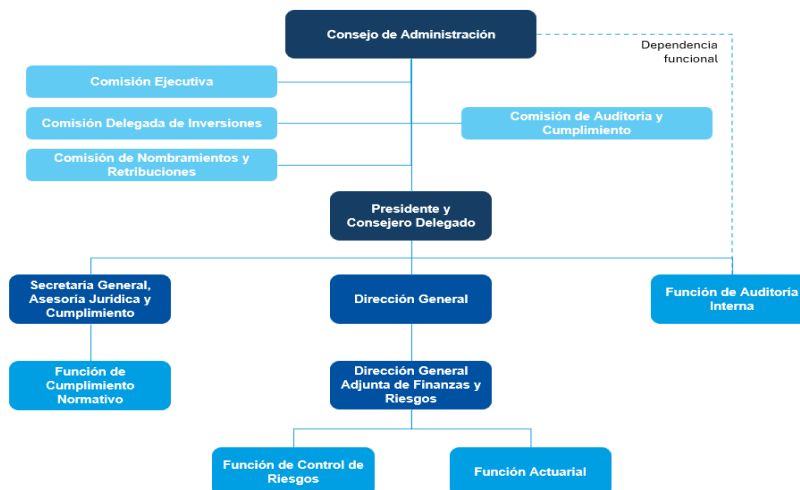 Consejo de Administración
Dependencia
funcional
Comisión Ejecutiva
Comisión Delegada de Inversiones
Comisión de Auditoria y
Cumplimiento
Comisión de Nombramientos y
Retribuciones
Presidente y
Consejero Delegado
Secretaria General,
Asesoría Jurídica y
Cumplimiento
Dirección General
Función de Auditoría
Interna
Función de
Cumplimiento
Normativo
Dirección General
Adjunta de Finanzas y
Riesgos
Función de Control de
Riesgos
Función Actuarial